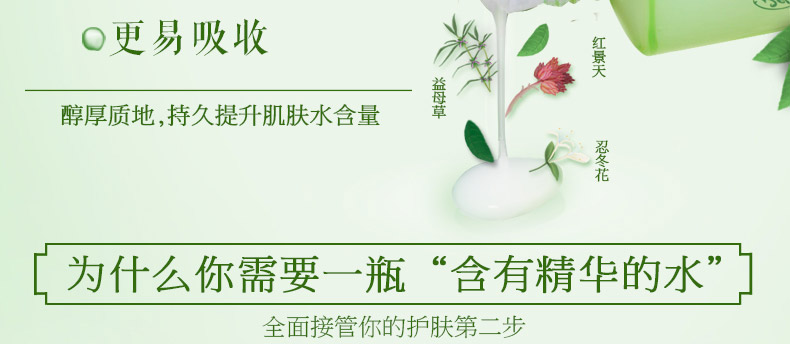 更易吸收
醇厚质地,持久提升肌肤水含量
益母草
红景天
忍冬花
为什么你需要一瓶“含有精华的水”
全面接管你的护肤第二步